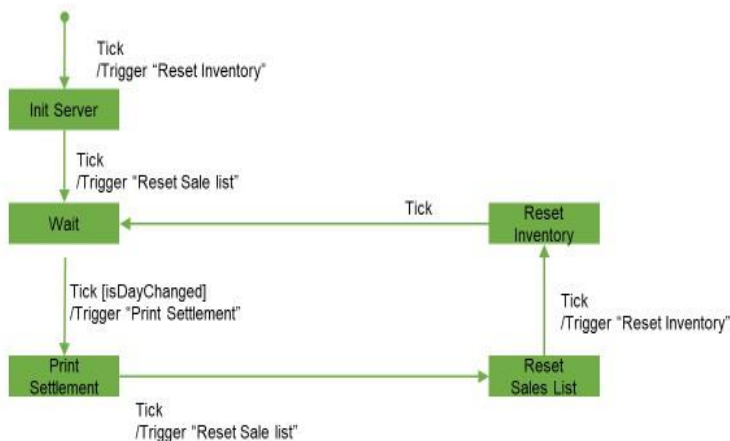 Tick
/Trigger “Reset Inventory”
Init Server
Tick
/Trigger “Reset Sale list”
Wait
Tick
Reset
Inventory
Tick [isDayChanged]
/Trigger “Print Settlement”
Tick
/Trigger “Reset Inventory”
Print
Settlement
Reset
Sales List
Tick
/Trigger “Reset Sale list”